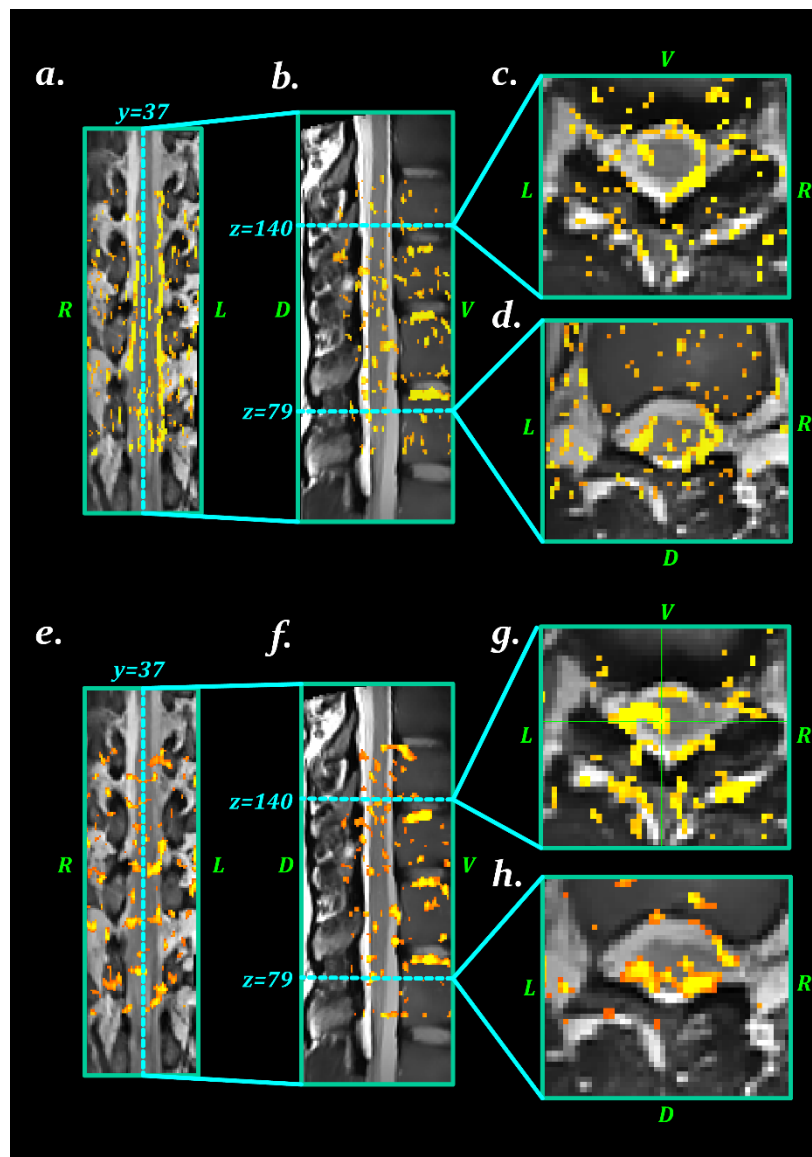 a.
b.
c.
V
y=37
L
R
z=140
R
L
D
V
d.
z=79
L
R
D
e.
f.
g.
V
y=37
L
R
z=140
R
L
D
V
h.
z=79
L
R
D